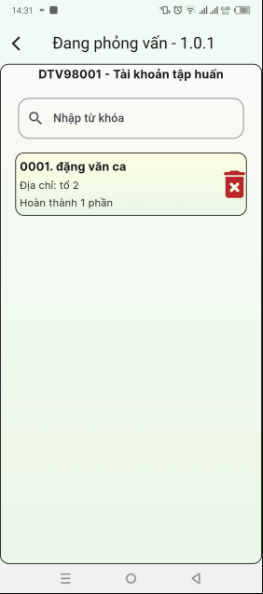 14:31
Đang phỏng vấn - 1.0.1
DTV98001 - Tài khoản tập huấn
Nhập từ khóa
0001. đặng văn ca
Địa chỉ: tổ 2
Hoàn thành 1 phần